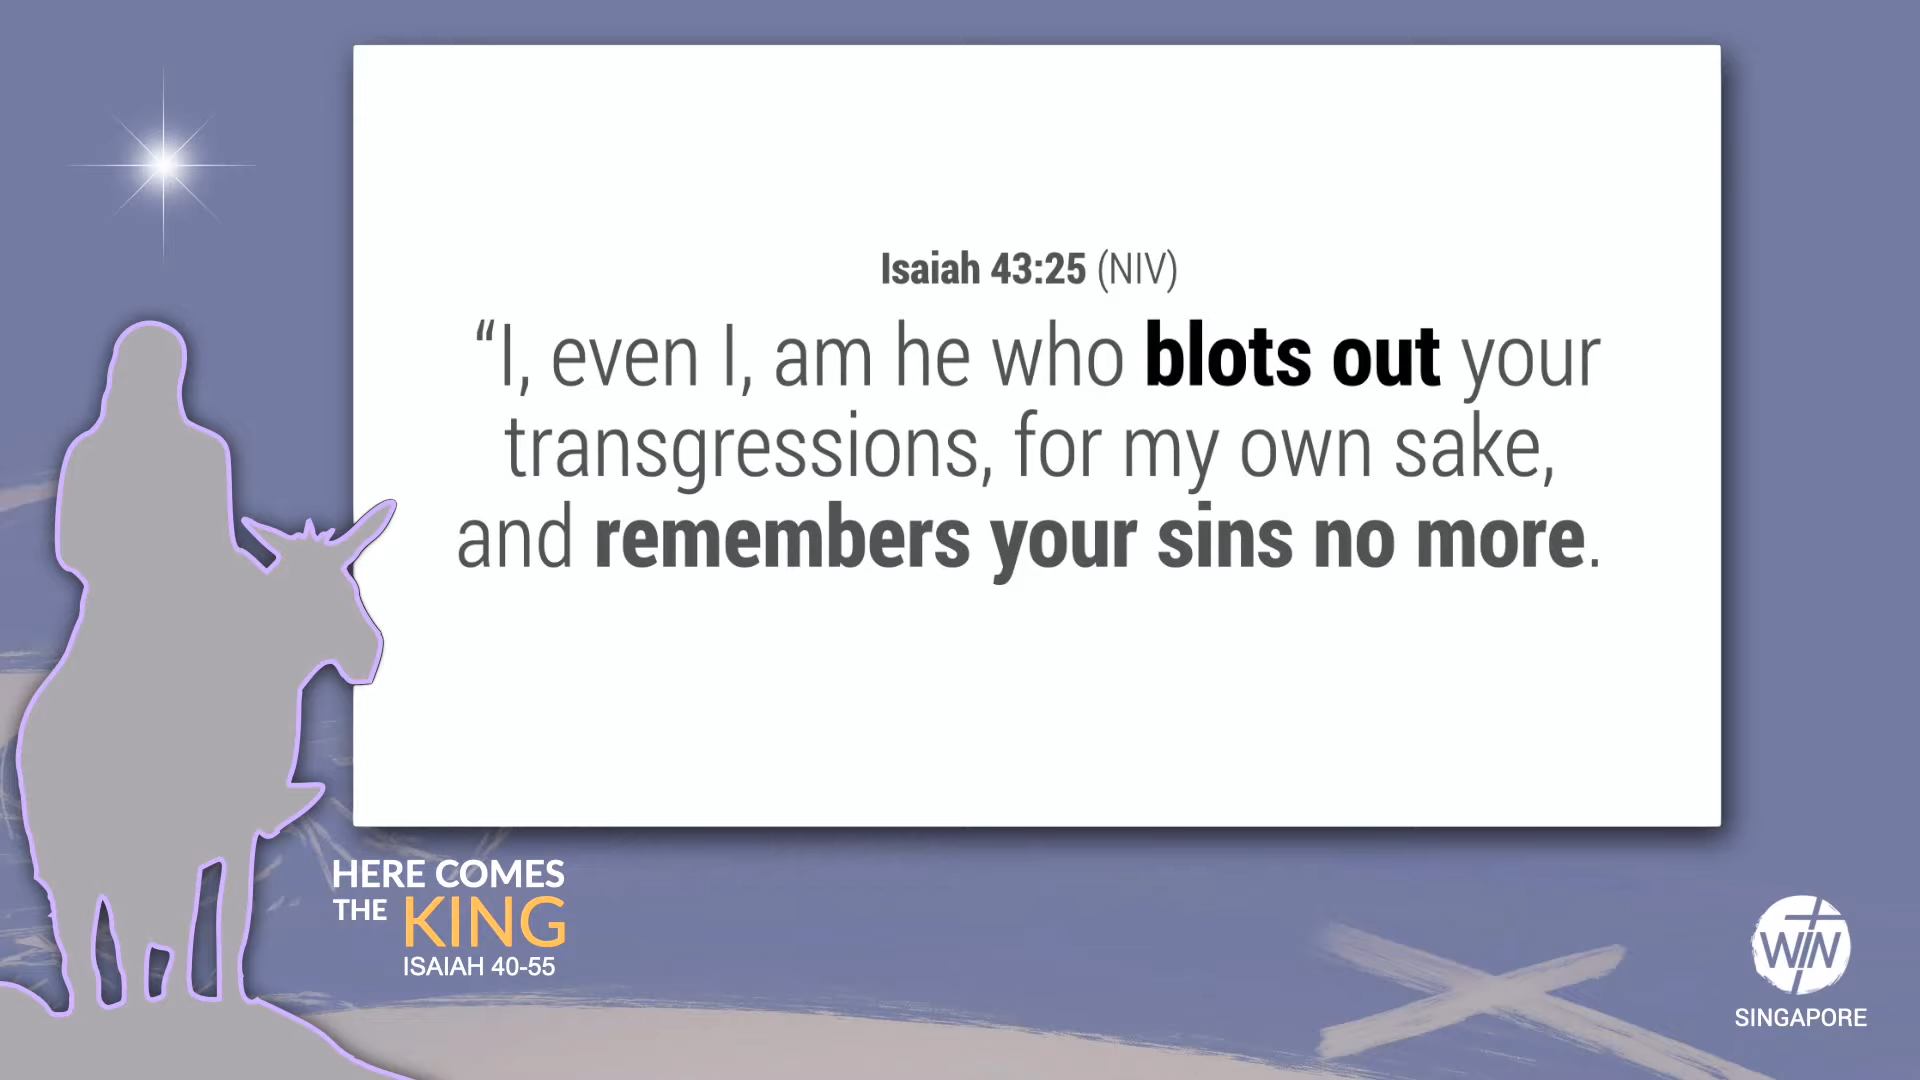 Isaiah 43:25 (NIV)
“I, even I, am he who blots out your
transgressions, for my own sake,
and remembers your sins no more.
HERE COMES
THE KING
ISAIAH 40-55
WIN
SINGAPORE